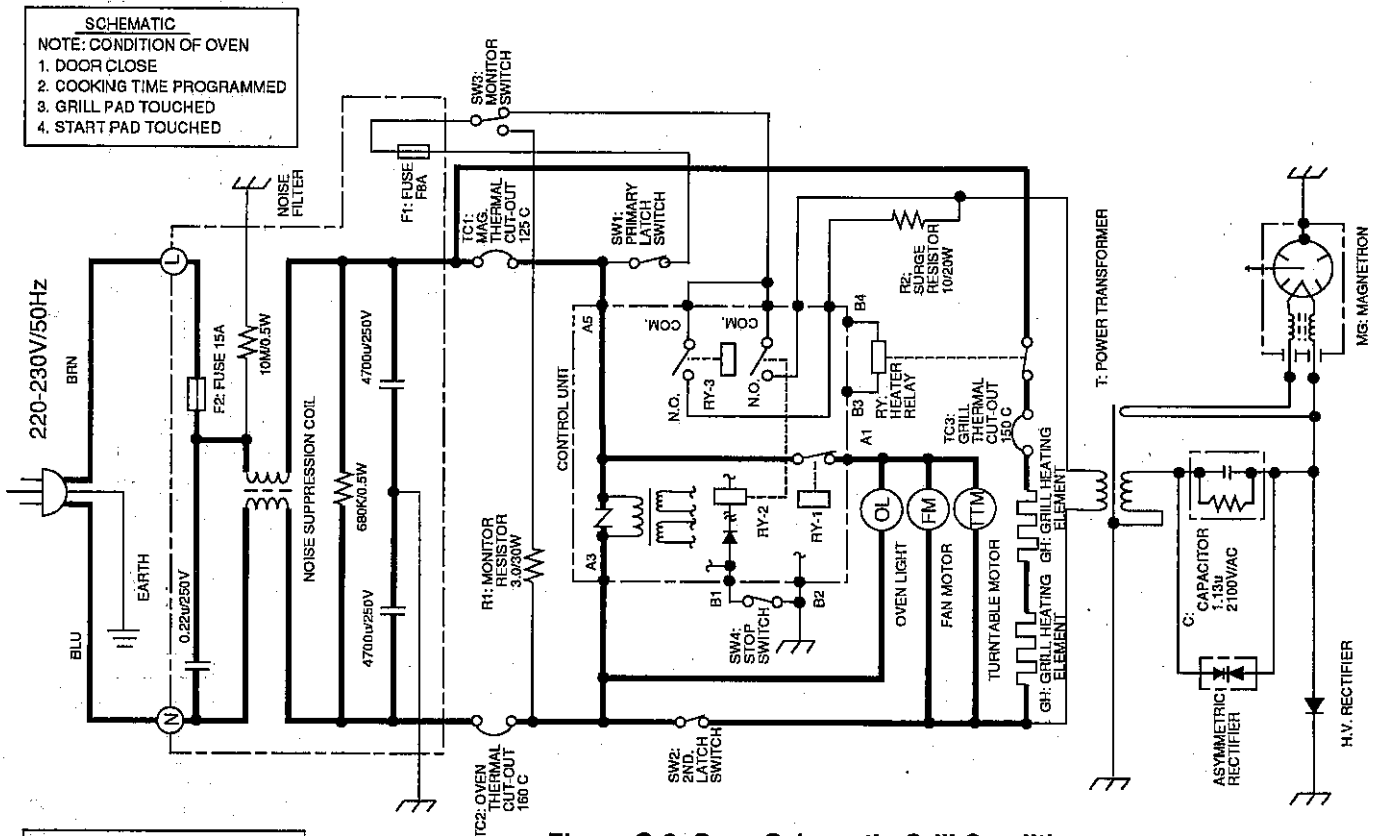 SCHEMATIC
NOTE: CONDITION OF OVEN
1. DOOR CLOSE
2. COOKING TIME PROGRAMMED
3. GRILL PAD TOUCHED
4. START PAD TOUCHED
220-230V/50Hz
BRN
BLU
EARTH
L
N
F2: FUSE 15A
0.22u/250V
10M/0.5W
NOISE
FILTER
NOISE SUPPRESSION COIL
680K/0.5W
4700u/250V
4700u/250V
F1: FUSE
F8A
SW3:
MONITOR
SWITCH
TC1:
MAG.
THERMAL
CUT-OUT
125 C
TC2: OVEN
THERMAL
CUT-OUT
160 C
SW1:
PRIMARY
LATCH
SWITCH
R1: MONITOR
RESISTOR
3.0/30W
SW2:
2ND.
LATCH
SWITCH
CONTROL UNIT
A5
A3
COM.
COM.
N.O.
RY-3
N.O.
RY-2
RY-1
B1
B2
SW4:
STOP
SWITCH
B3
B4
A1
RY:
HEATER
RELAY
R2:
SURGE
RESISTOR
10/20W
OL
FM
TTM
OVEN LIGHT
FAN MOTOR
TURNTABLE MOTOR
TC3:
GRILL
THERMAL
CUT-OUT
150 C
GH: GRILL HEATING
ELEMENT
GH: GRILL HEATING
ELEMENT
T: POWER TRANSFORMER
MG: MAGNETRON
C:
CAPACITOR
1.13u
2100V/AC
ASYMMETRIC
RECTIFIER
H.V. RECTIFIER